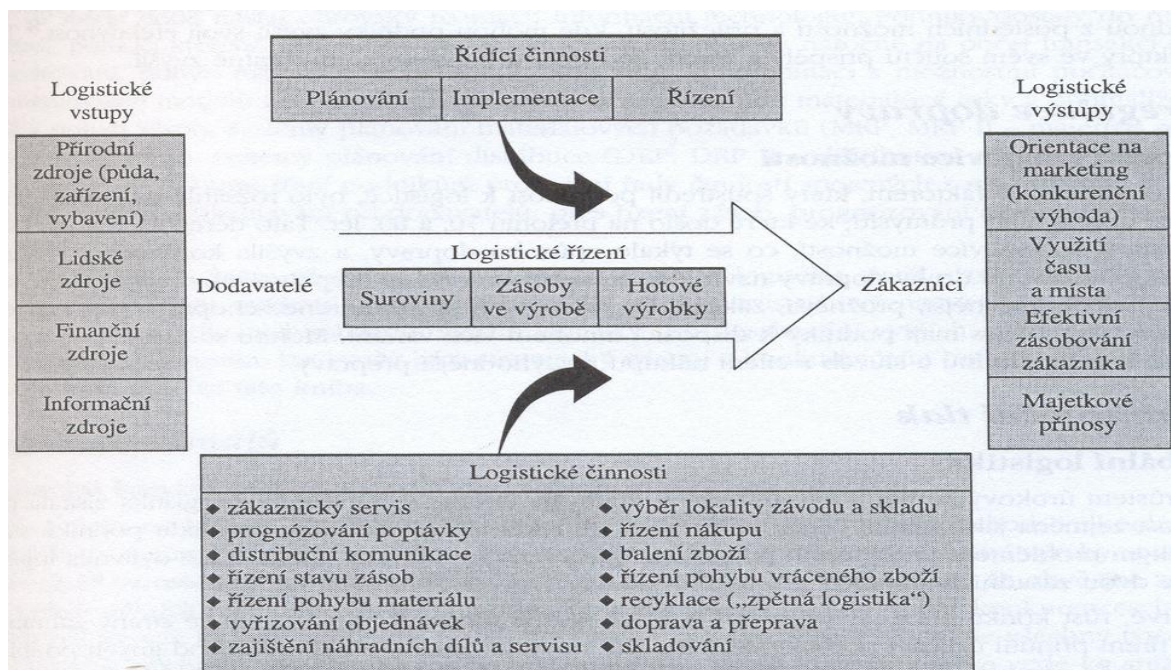 Řídící činnosti
Plánování
Implementace
Řízení
Logistické
vstupy
Přírodní
zdroje (půda,
zařízení,
vybavení)
Lidské
zdroje
Finanční
zdroje
Informační
zdroje
Dodavatelé
Logistické řízení
Suroviny
Zásoby
ve výrobě
Hotové
výrobky
Zákazníci
Logistické
výstupy
Orientace na
marketing
(konkurenční
výhoda)
Využití
času
a místa
Efektivní
zásobování
zákazníka
Majetkové
přínosy
Logistické činnosti
◆ zákaznický servis
◆ prognózování poptávky
◆ distribuční komunikace
◆ řízení stavu zásob
◆ řízení pohybu materiálu
◆ vyřizování objednávek
◆ zajištění náhradních dílů a servisu
◆ výběr lokality závodu a skladu
◆ řízení nákupu
◆ balení zboží
◆ řízení pohybu vráceného zboží
◆ recyklace („zpětná logistika“)
◆ doprava a přeprava
◆ skladování